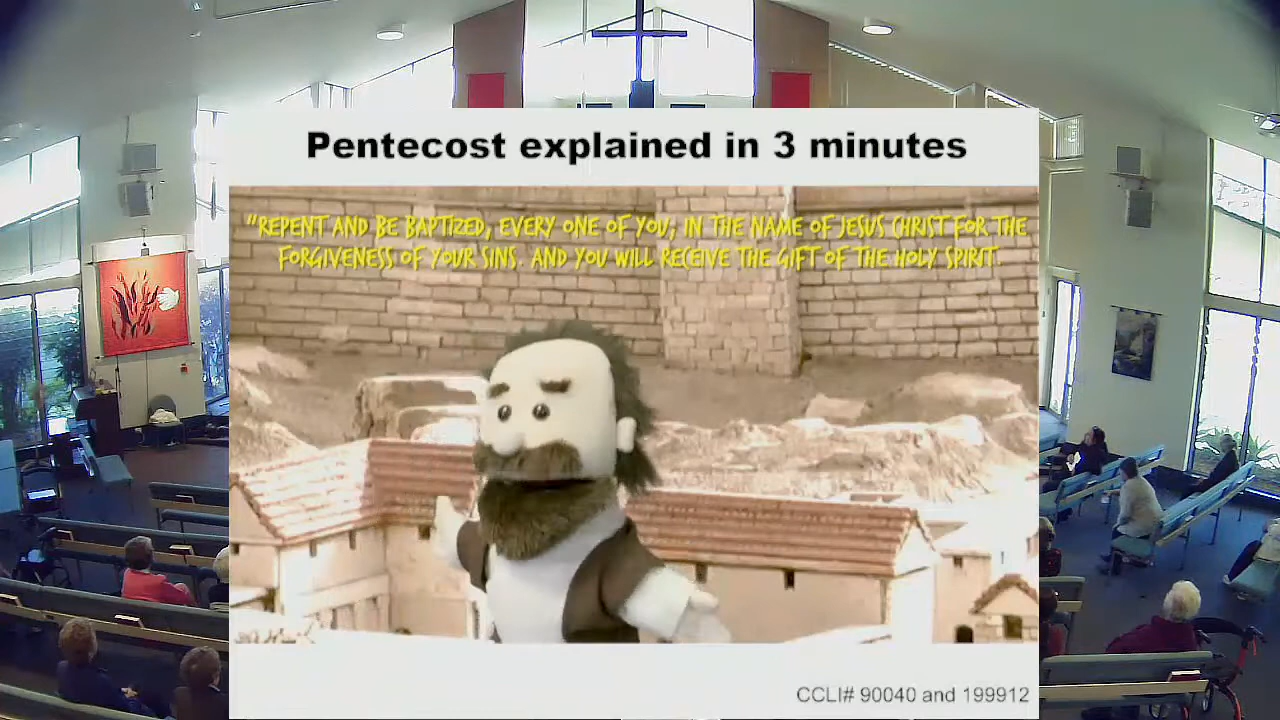 Pentecost explained in 3 minutes
"REPENT AND BE BAPTIZED, EVERY ONE OF YOU, IN THE NAME OF JESUS CHRIST FOR THE
FORGIVENESS OF YOUR SINS. AND YOU WILL RECEIVE THE GIFT OF THE HOLY SPIRIT.
CCLI# 90040 and 199912